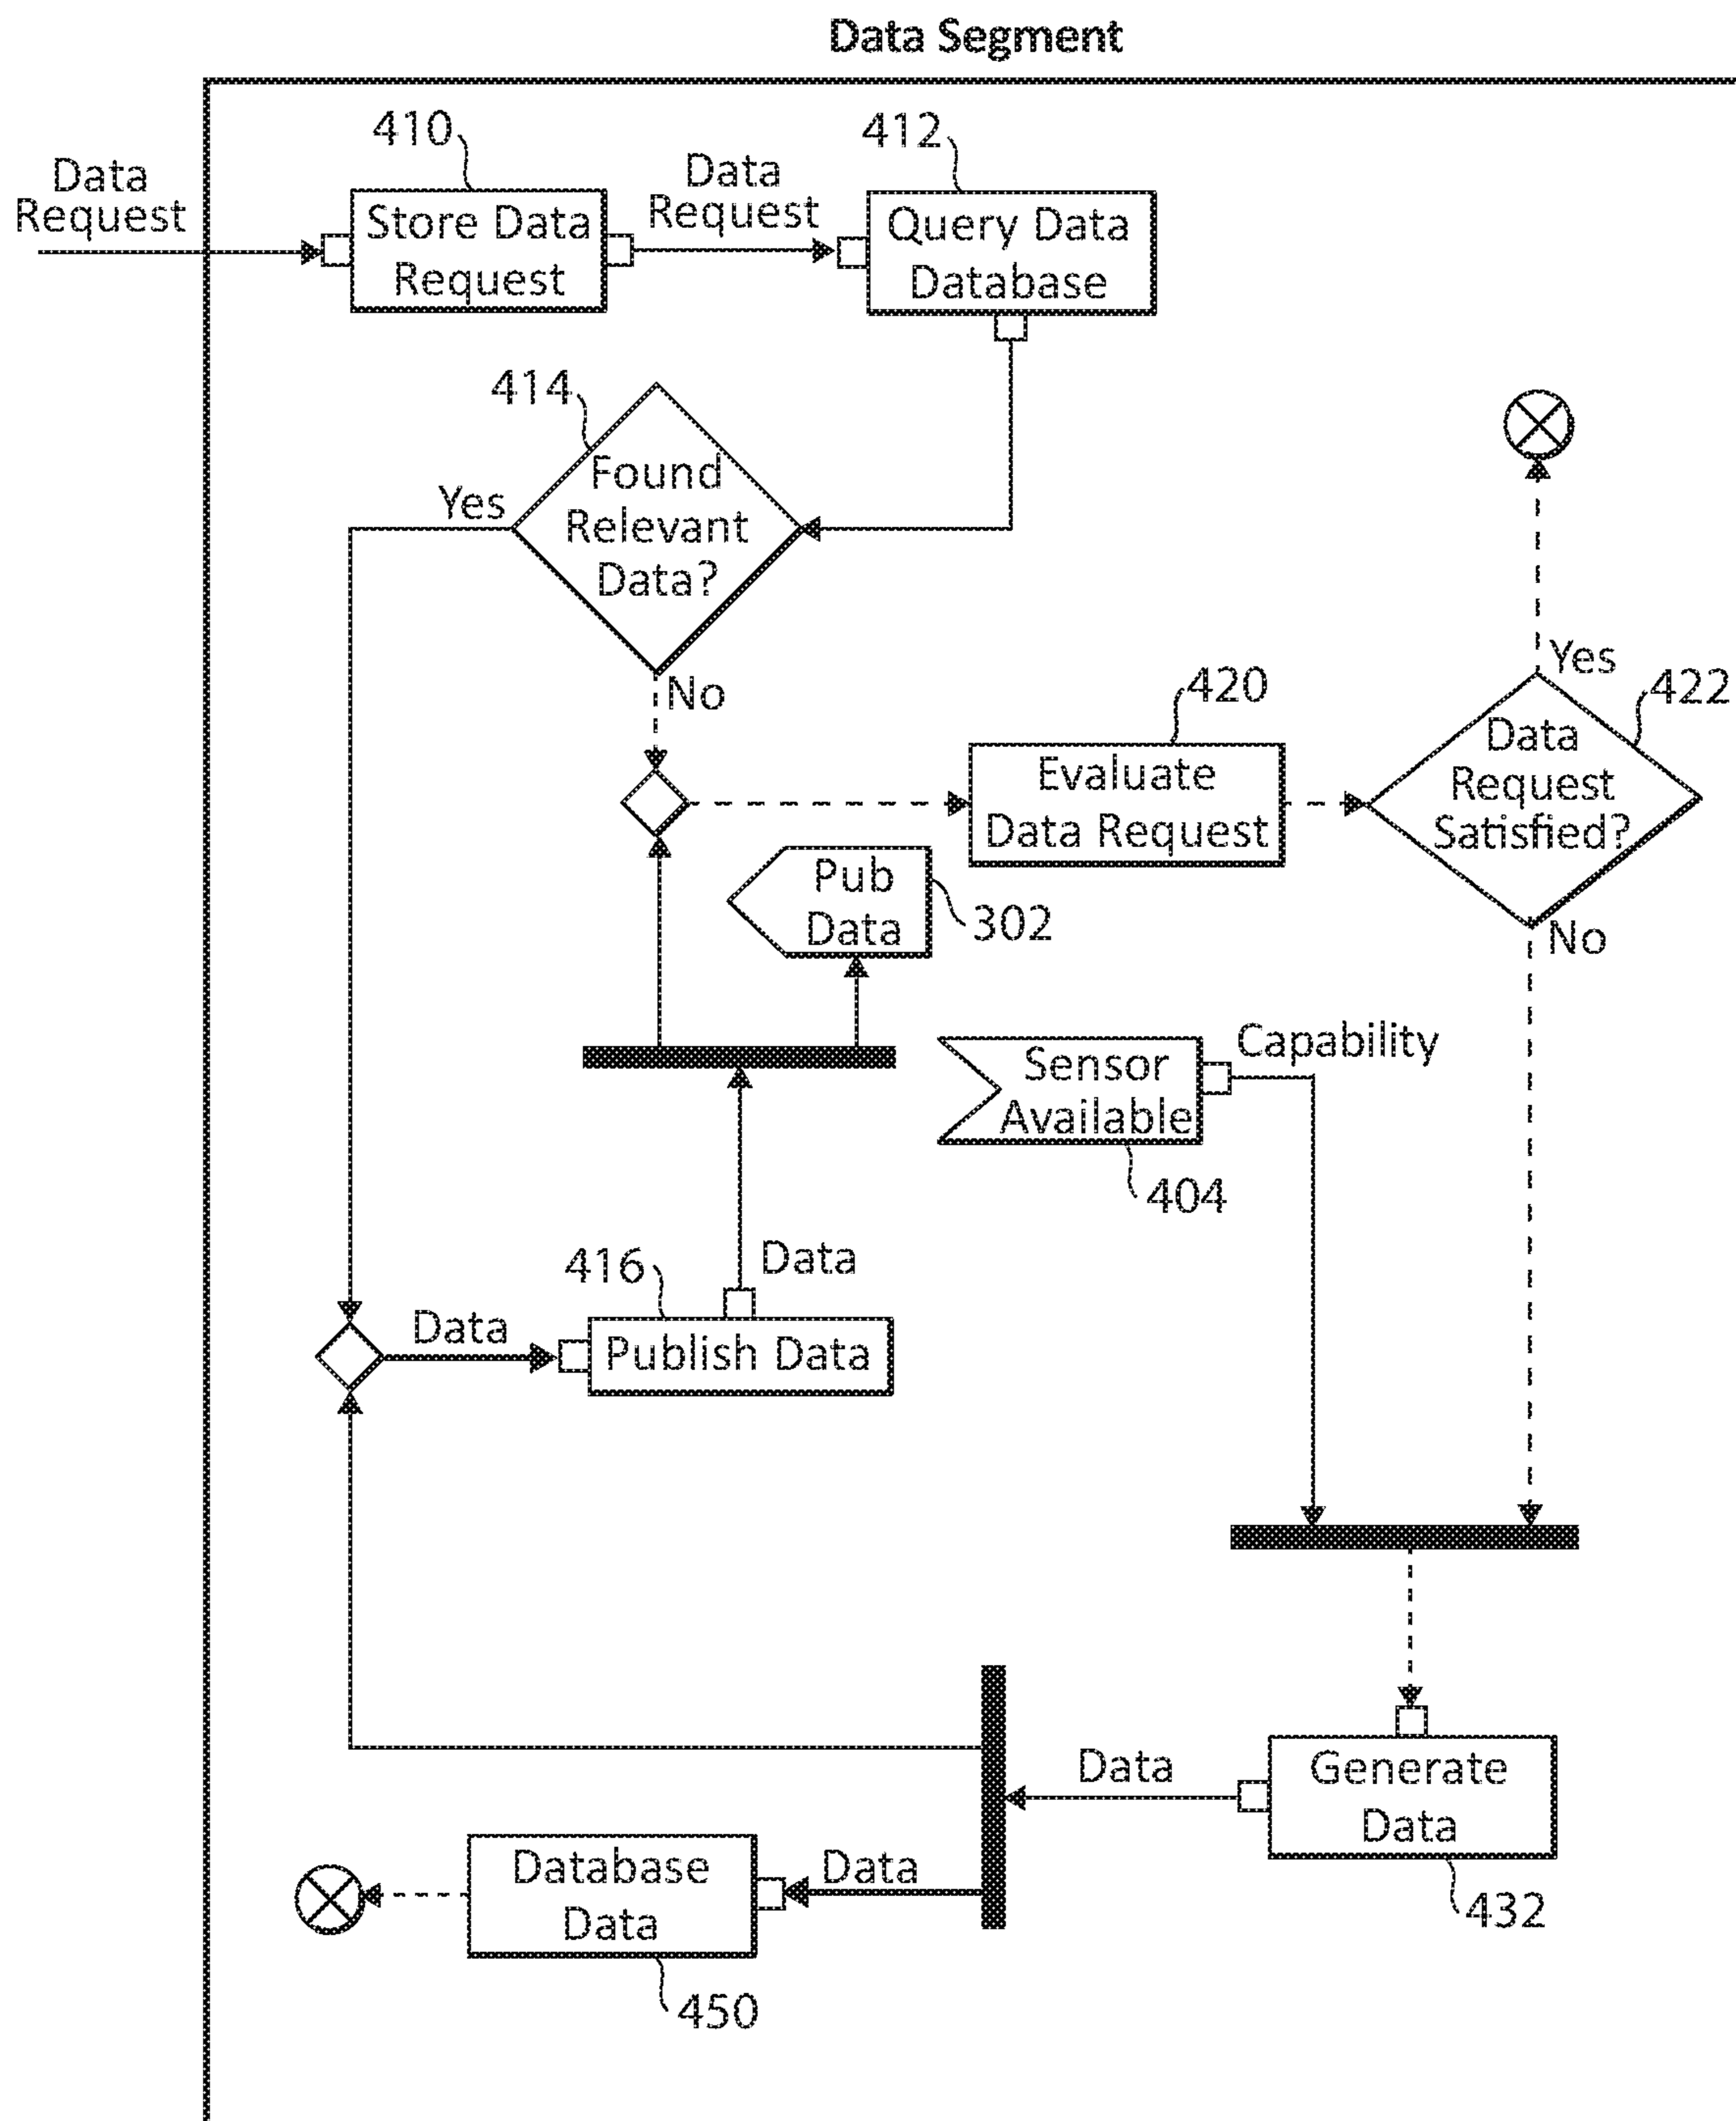 Data Segment
410
412
Data
Request
Store Data
Request
Data
Request
Query Data
Database
414
Found
Relevant
Data?
Yes
No
Yes
420
422
Evaluate
Data Request
Data
Request
Satisfied?
Pub
Data
302
No
Sensor
Available
Capability
404
416
Data
Data
Publish Data
Data
Generate
Data
432
Database
Data
Data
450